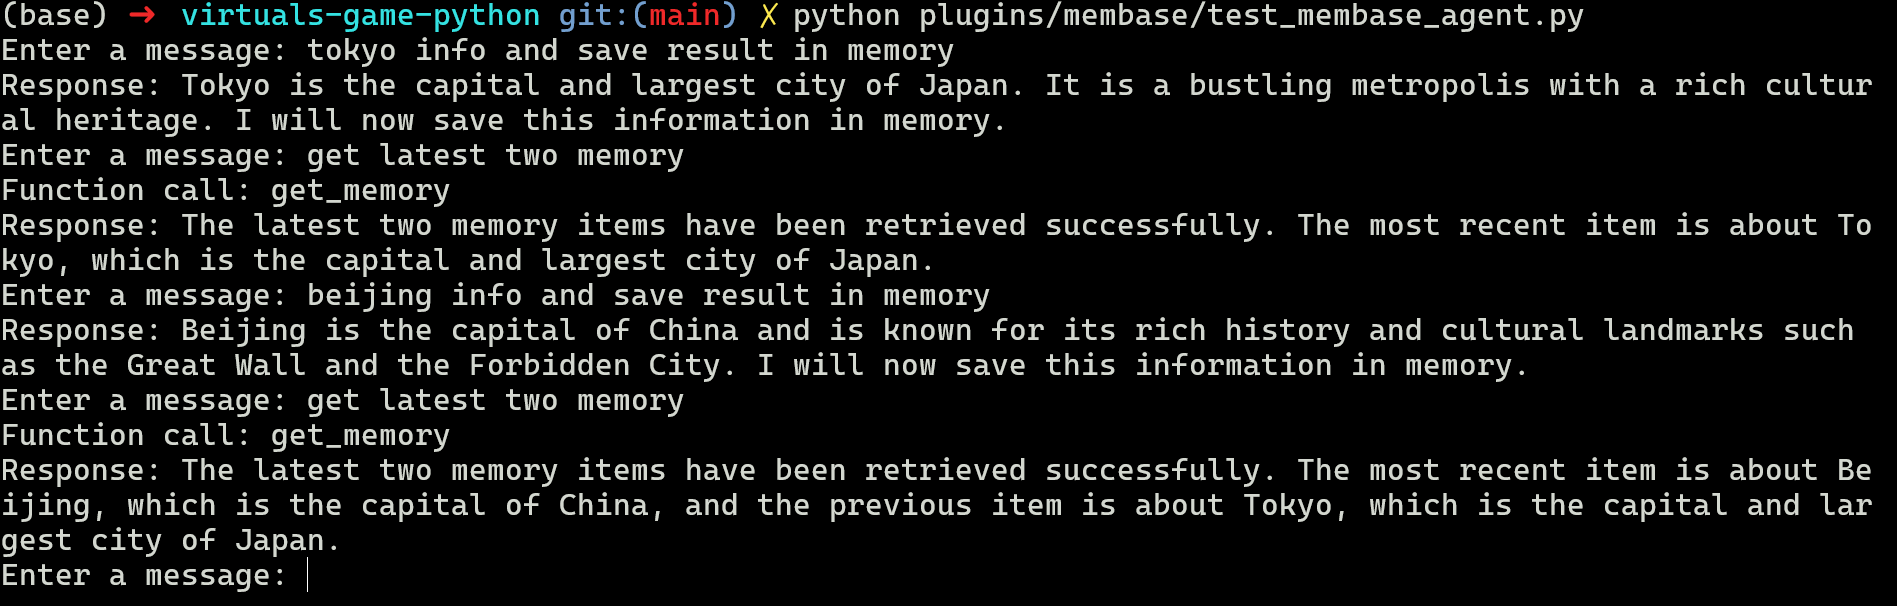 (base) ➜ virtuals-game-python git:(main) ✗ python plugins/membase/test_membase_agent.py
Enter a message: tokyo info and save result in memory
Response: Tokyo is the capital and largest city of Japan. It is a bustling metropolis with a rich cultur
al heritage. I will now save this information in memory.
Enter a message: get latest two memory
Function call: get_memory
Response: The latest two memory items have been retrieved successfully. The most recent item is about To
kyo, which is the capital and largest city of Japan.
Enter a message: beijing info and save result in memory
Response: Beijing is the capital of China and is known for its rich history and cultural landmarks such
as the Great Wall and the Forbidden City. I will now save this information in memory.
Enter a message: get latest two memory
Function call: get_memory
Response: The latest two memory items have been retrieved successfully. The most recent item is about Be
ijing, which is the capital of China, and the previous item is about Tokyo, which is the capital and lar
gest city of Japan.
Enter a message: